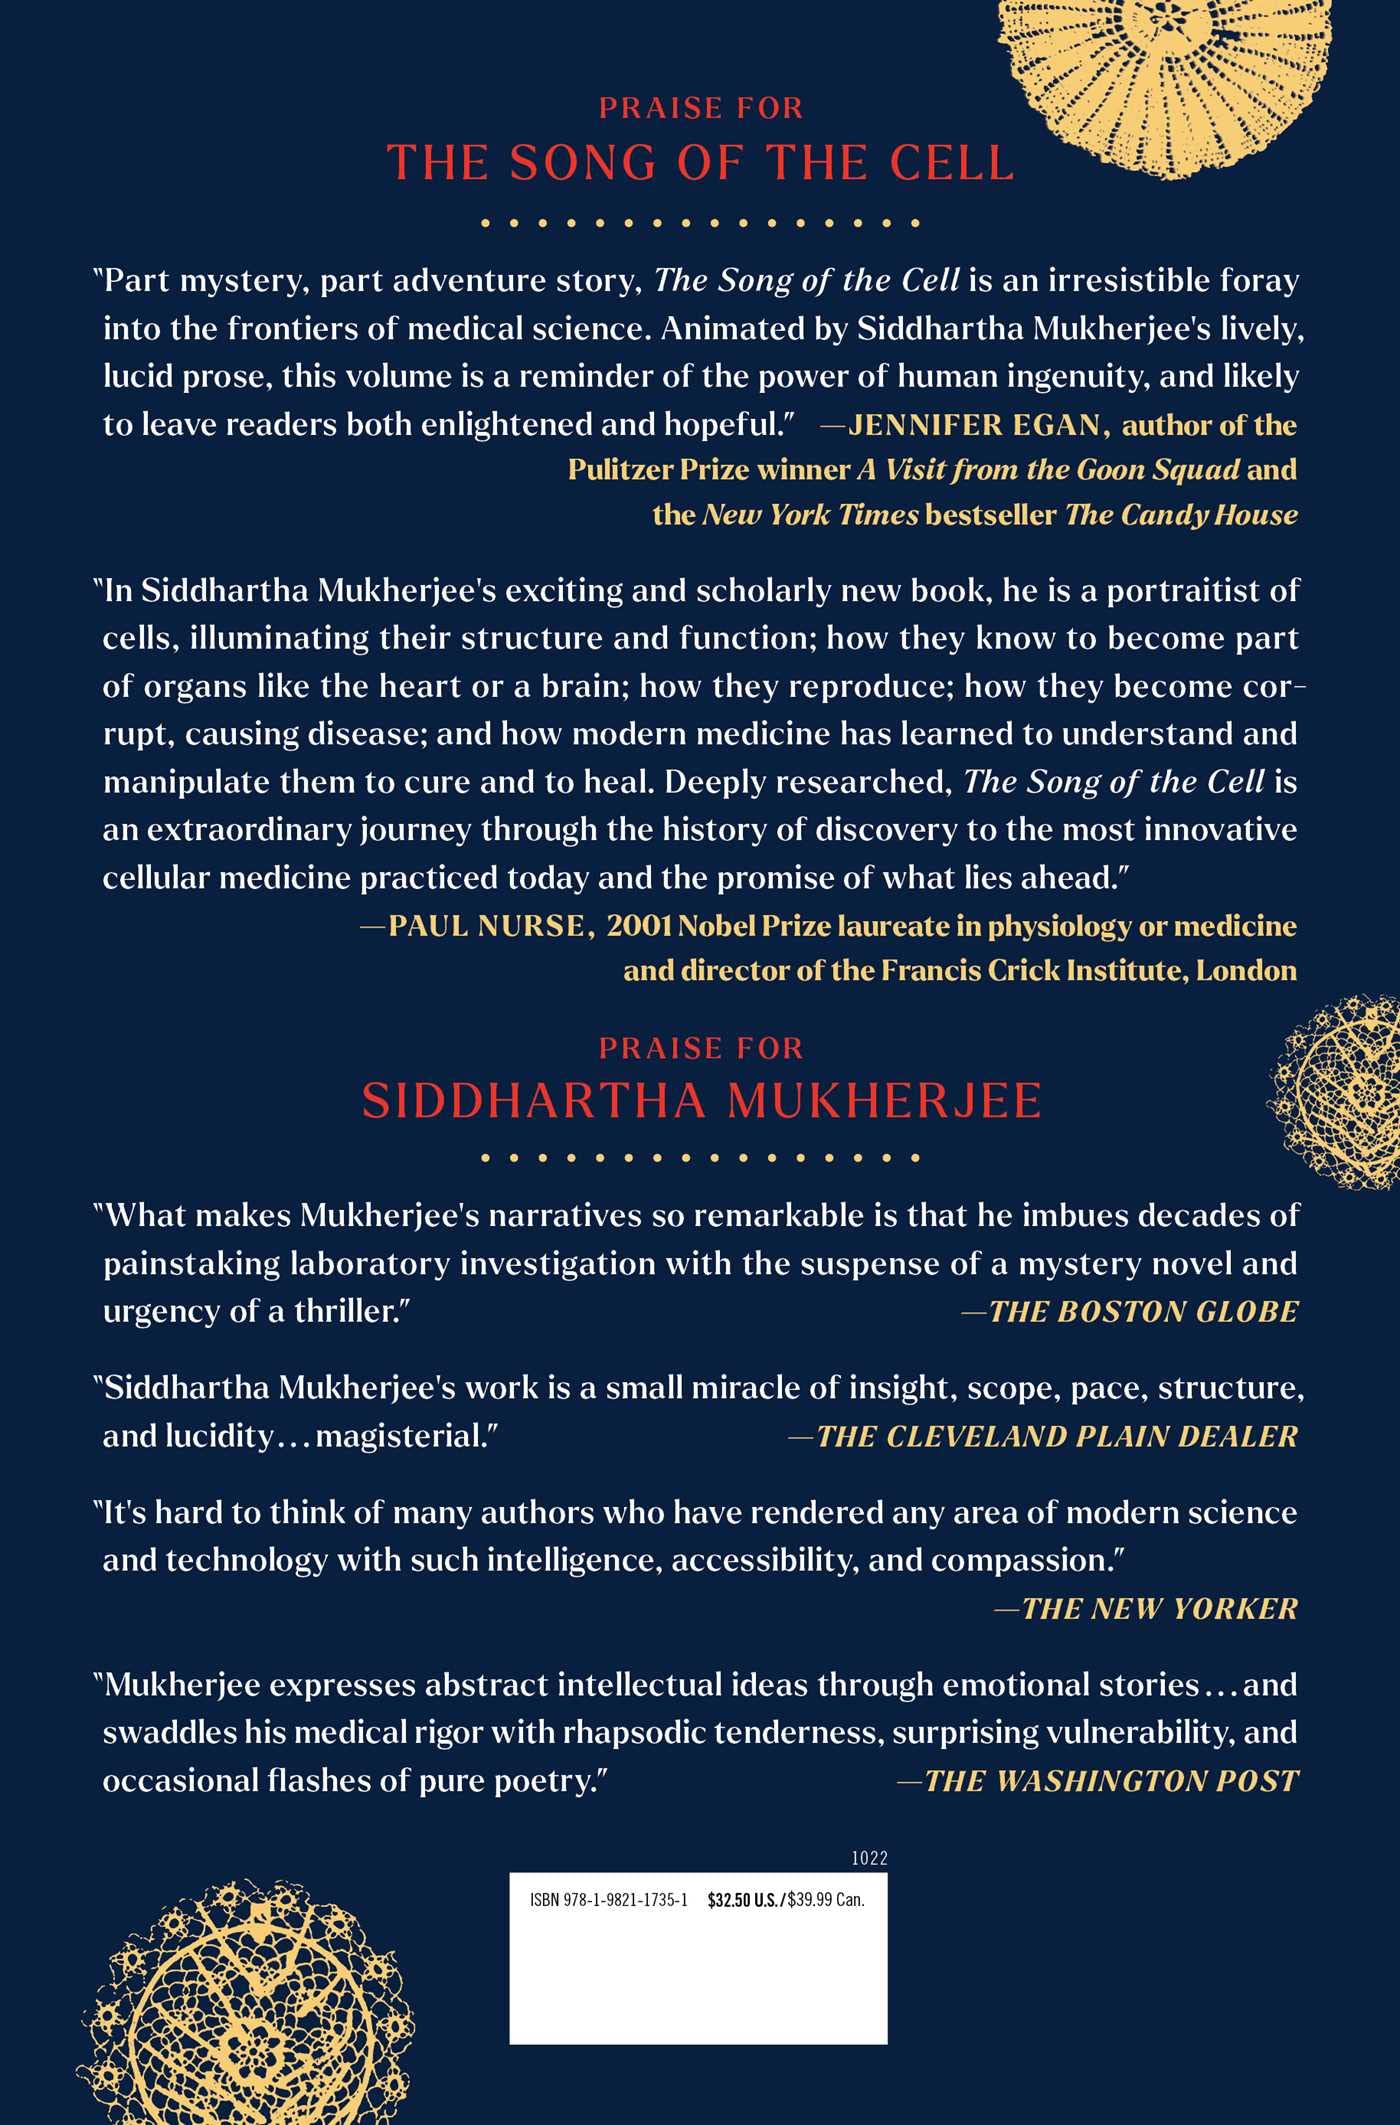 PRAISE FOR
THE SONG OF THE CELL
"Part mystery, part adventure story, The Song of the Cell is an irresistible foray
into the frontiers of medical science. Animated by Siddhartha Mukherjee's lively,
lucid prose, this volume is a reminder of the power of human ingenuity, and likely
to leave readers both enlightened and hopeful." —JENNIFER EGAN, author of the
Pulitzer Prize winner A Visit from the Goon Squad and
the New York Times bestseller The Candy House
"In Siddhartha Mukherjee's exciting and scholarly new book, he is a portraitist of
cells, illuminating their structure and function; how they know to become part
of organs like the heart or a brain; how they reproduce; how they become cor-
rupt, causing disease; and how modern medicine has learned to understand and
manipulate them to cure and to heal. Deeply researched, The Song of the Cell is
an extraordinary journey through the history of discovery to the most innovative
cellular medicine practiced today and the promise of what lies ahead."
—PAUL NURSE, 2001 Nobel Prize laureate in physiology or medicine
and director of the Francis Crick Institute, London
PRAISE FOR
SIDDHARTHA MUKHERJEE
"What makes Mukherjee's narratives so remarkable is that he imbues decades of
painstaking laboratory investigation with the suspense of a mystery novel and
urgency of a thriller." —THE BOSTON GLOBE
"Siddhartha Mukherjee's work is a small miracle of insight, scope, pace, structure,
and lucidity...magisterial." —THE CLEVELAND PLAIN DEALER
"It's hard to think of many authors who have rendered any area of modern science
and technology with such intelligence, accessibility, and compassion."
—THE NEW YORKER
"Mukherjee expresses abstract intellectual ideas through emotional stories...and
swaddles his medical rigor with rhapsodic tenderness, surprising vulnerability, and
occasional flashes of pure poetry." —THE WASHINGTON POST
1022
ISBN 978-1-9821-1735-1 $32.50 U.S./$39.99 Can.